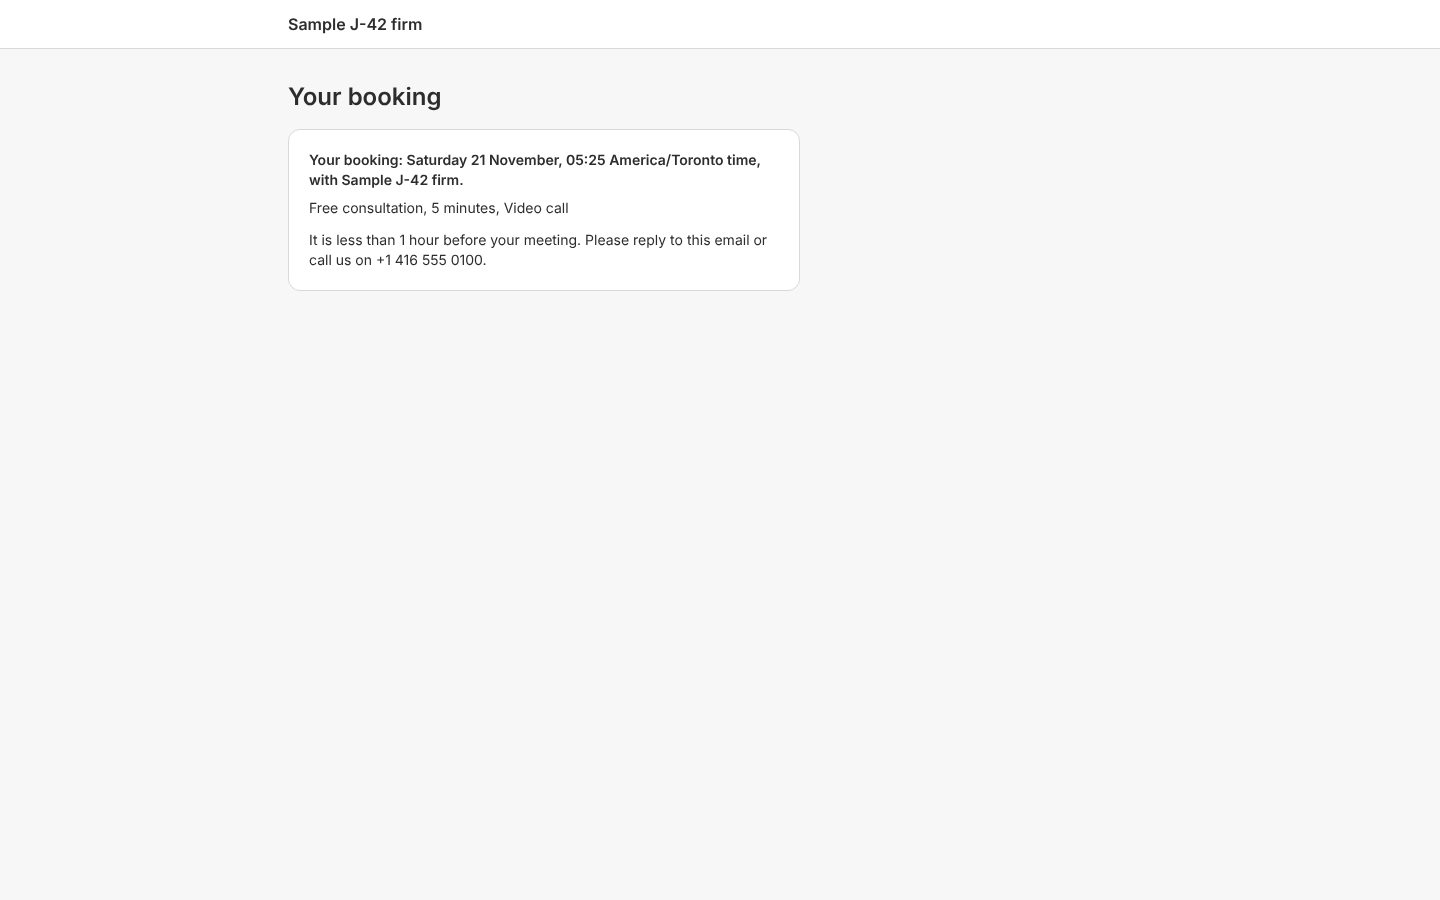 Sample J-42 firm
Your booking
Your booking: Saturday 21 November, 05:25 America/Toronto time,
with Sample J-42 firm.
Free consultation, 5 minutes, Video call
It is less than 1 hour before your meeting. Please reply to this email or
call us on +1 416 555 0100.